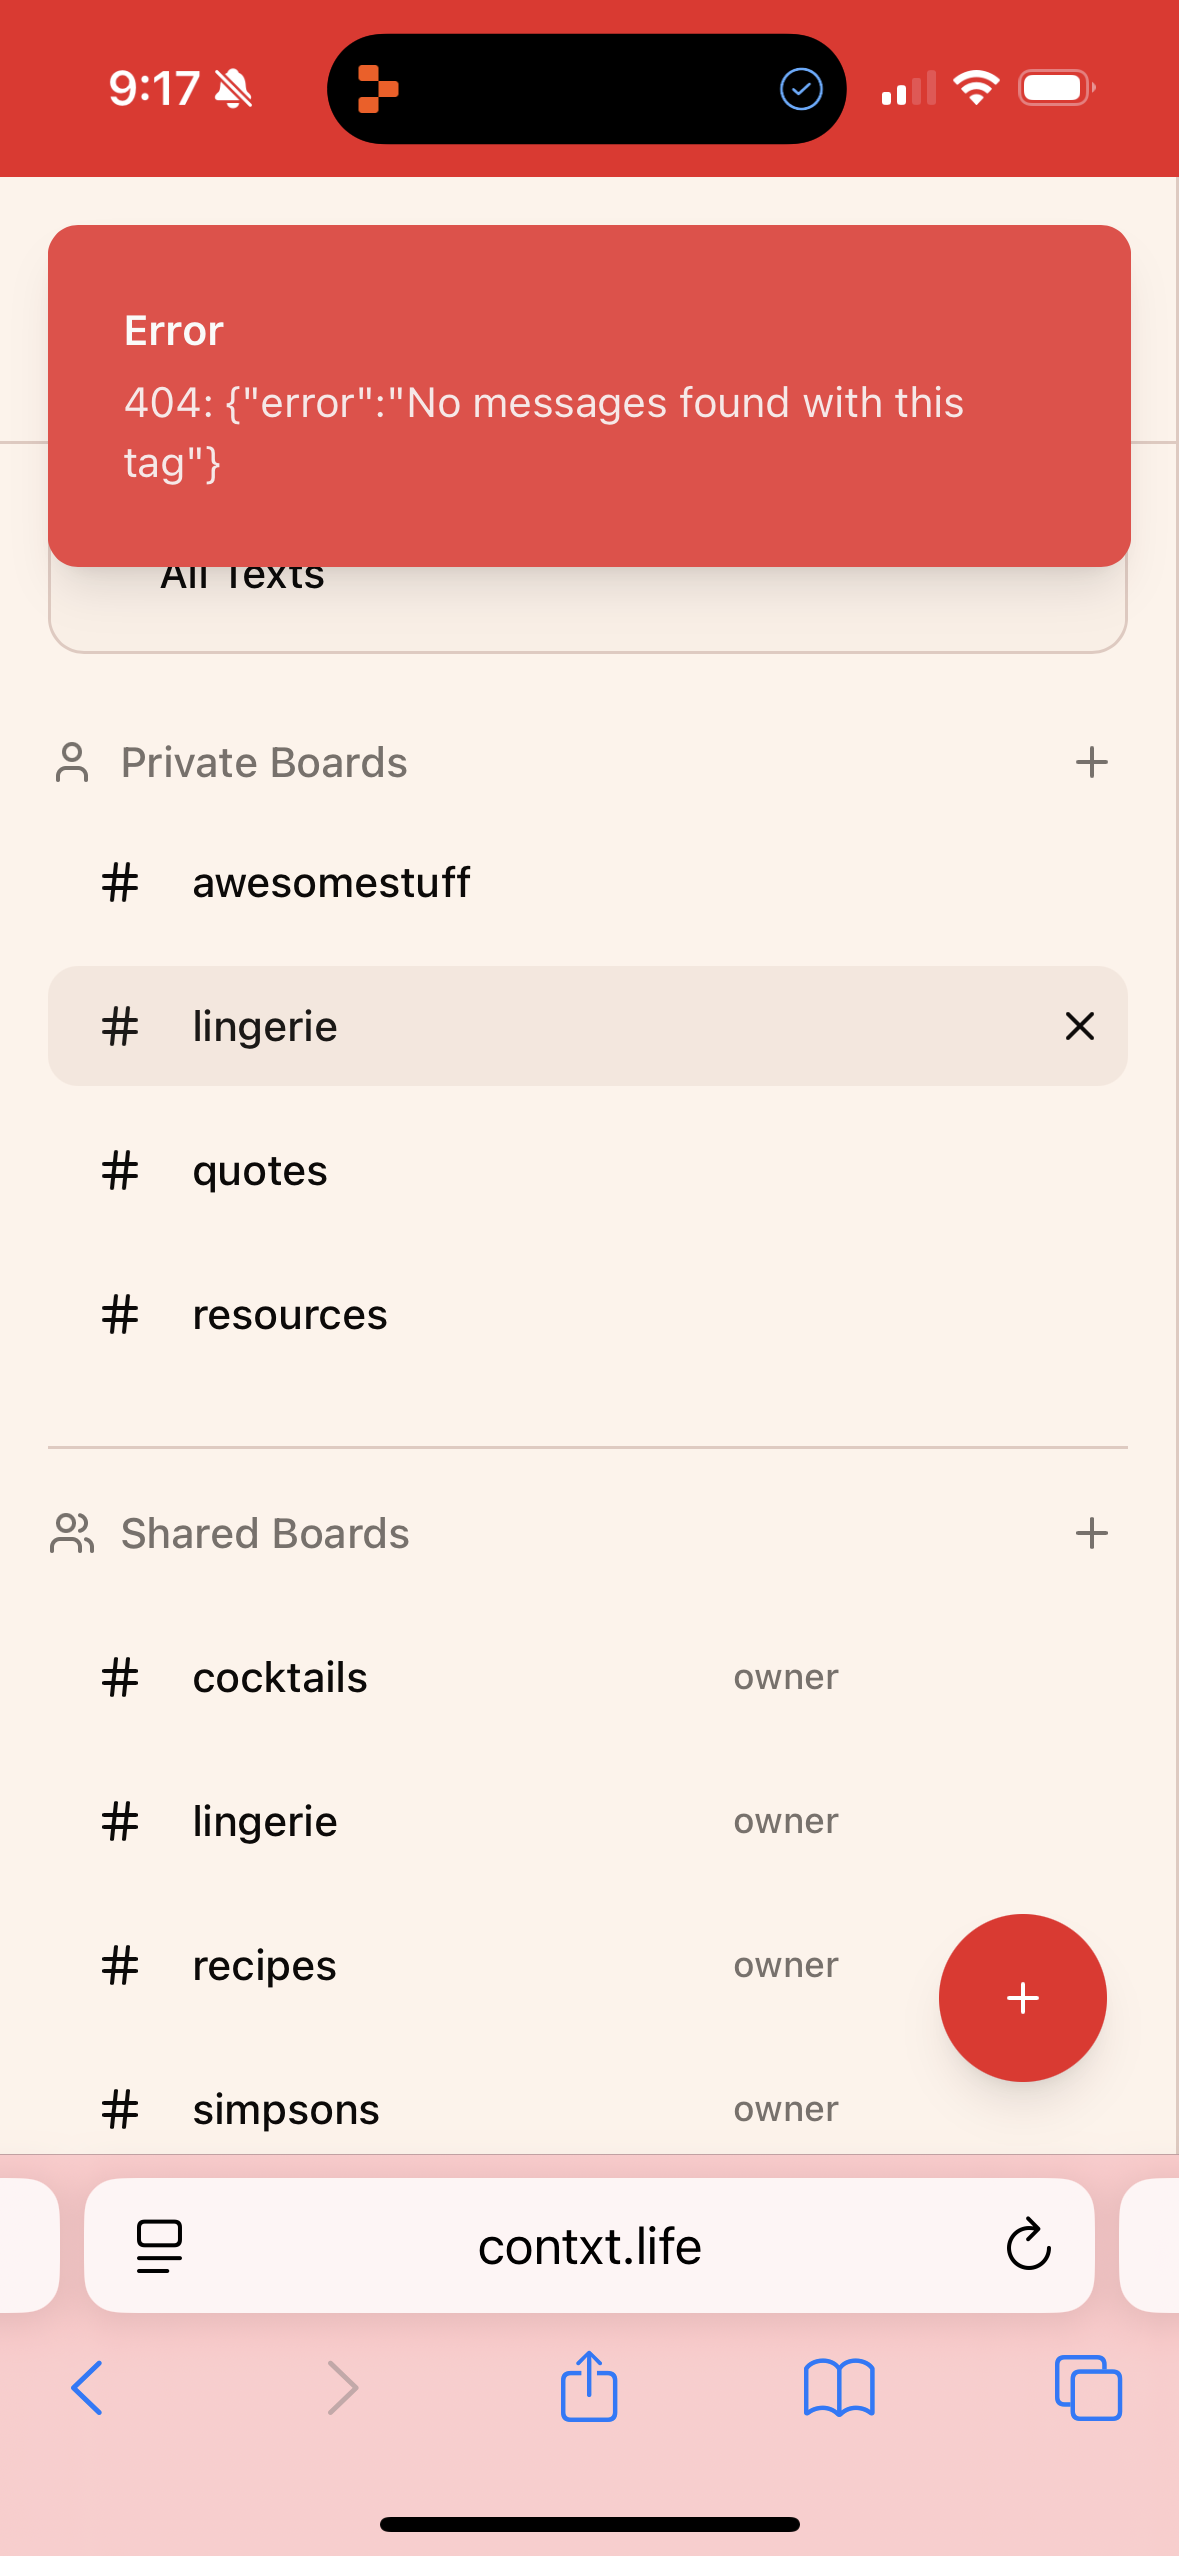 9:17
Error
404: {"error":"No messages found with this
tag"}
All Texts
Private Boards
# awesomestuff
# lingerie
# quotes
# resources
Shared Boards
# cocktails owner
# lingerie owner
# recipes owner
# simpsons owner
contxt.life